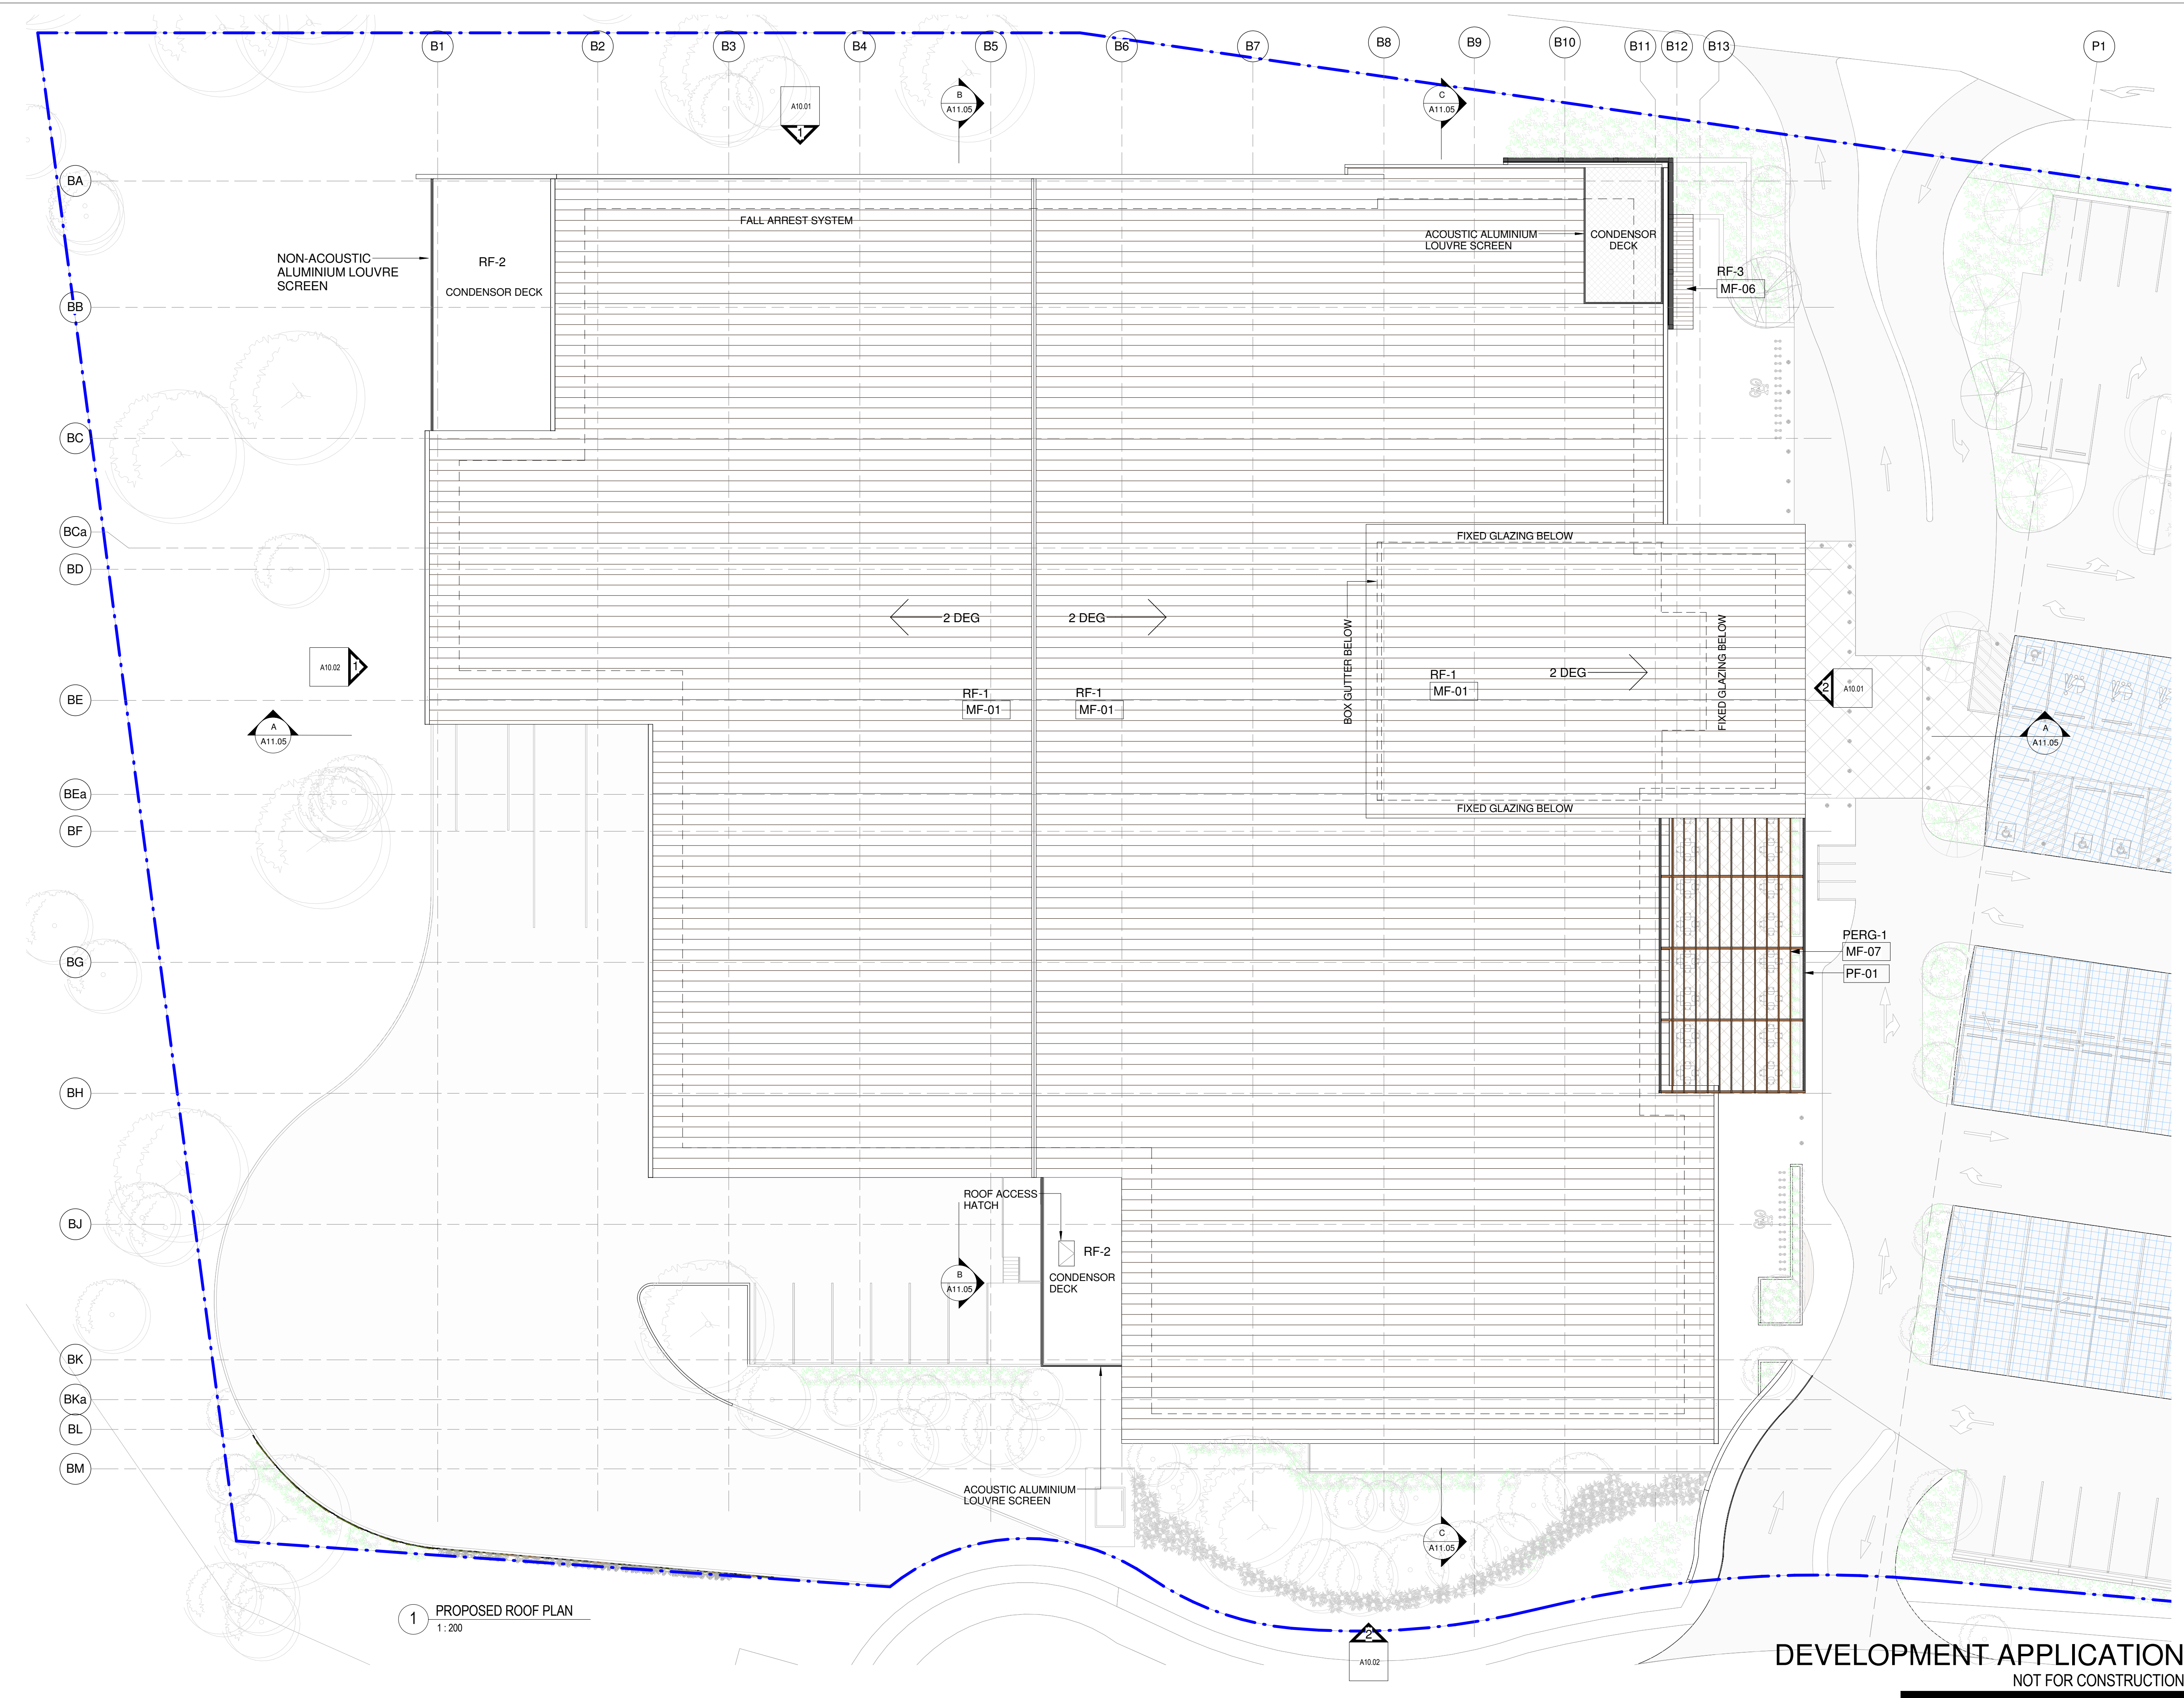 B1
B2
B3
B4
B5
B6
B7
B8
B9
B10
B11
B12
B13
P1
A10.01
1
B
A11.05
C
A11.05
BA
BB
BC
BCa
BD
BE
BEa
BF
BG
BH
BJ
BK
BKa
BL
BM
FALL ARREST SYSTEM
NON-ACOUSTIC
ALUMINIUM LOUVRE
SCREEN
RF-2
CONDENSOR DECK
ACOUSTIC ALUMINIUM
LOUVRE SCREEN
CONDENSOR
DECK
RF-3
MF-06
FIXED GLAZING BELOW
2 DEG
2 DEG
BOX GUTTER BELOW
FIXED GLAZING BELOW
A10.02
1
RF-1
MF-01
RF-1
MF-01
RF-1
MF-01
2 DEG
2
A10.01
A
A11.05
A
A11.05
FIXED GLAZING BELOW
PERG-1
MF-07
PF-01
ROOF ACCESS
HATCH
RF-2
CONDENSOR
DECK
B
A11.05
ACOUSTIC ALUMINIUM
LOUVRE SCREEN
C
A11.05
1
PROPOSED ROOF PLAN
1 : 200
2
A10.02
DEVELOPMENT APPLICATION
NOT FOR CONSTRUCTION